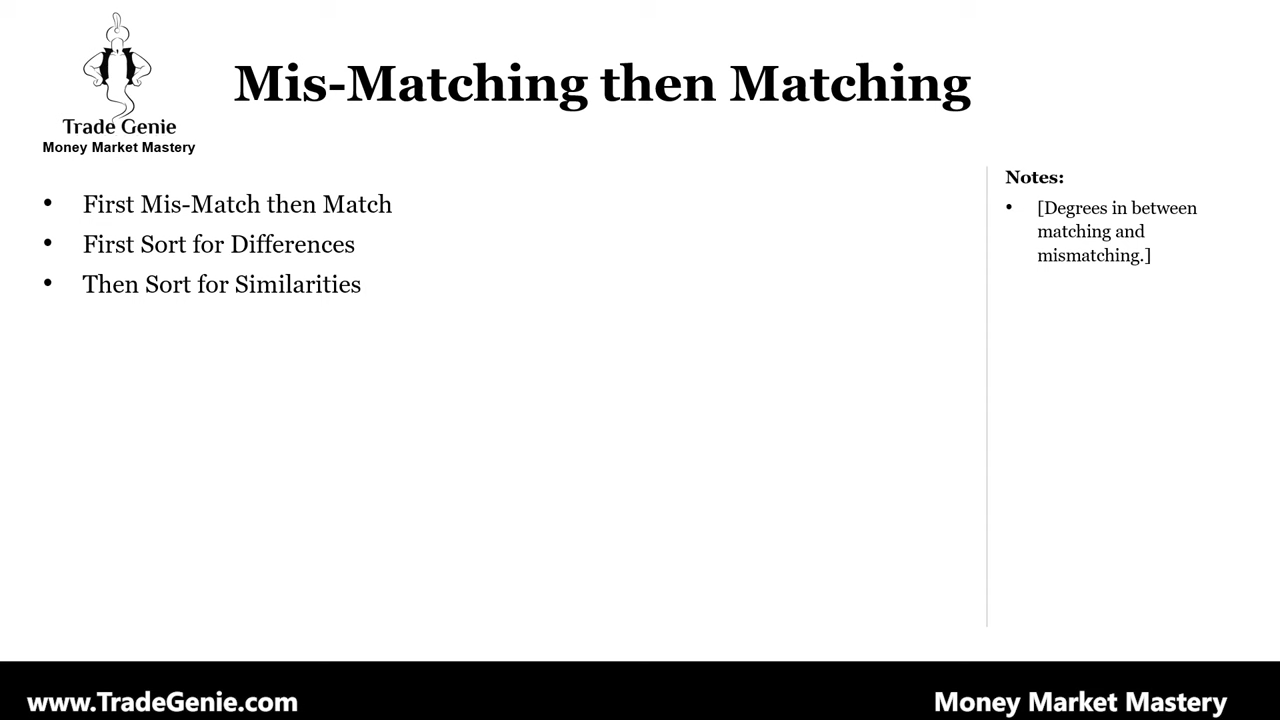 Trade Genie
Money Market Mastery
Mis-Matching then Matching
• First Mis-Match then Match
• First Sort for Differences
• Then Sort for Similarities
Notes:
• [Degrees in between
matching and
mismatching.]
www.TradeGenie.com
Money Market Mastery